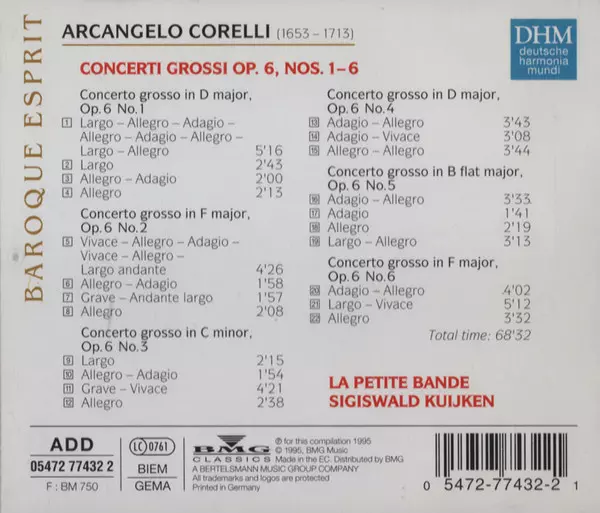 BAROQUE ESPRIT
ARCANGELO CORELLI (1653 – 1713)
DHM
deutsche
harmonia
mundi
CONCERTI GROSSI OP. 6, NOS. 1–6
Concerto grosso in D major,
Op. 6 No. 1
1 Largo – Allegro – Adagio –
Allegro – Adagio – Allegro –
Largo – Allegro 5'16
2 Largo 2'43
3 Allegro – Adagio 2'00
4 Allegro 2'13
Concerto grosso in F major,
Op. 6 No. 2
5 Vivace – Allegro – Adagio –
Vivace – Allegro –
Largo andante 4'26
6 Allegro – Adagio 1'58
7 Grave – Andante largo 1'57
8 Allegro 2'08
Concerto grosso in C minor,
Op. 6 No. 3
9 Largo 2'15
10 Allegro – Adagio 1'54
11 Grave – Vivace 4'21
12 Allegro 2'38
Concerto grosso in D major,
Op. 6 No. 4
13 Adagio – Allegro 3'43
14 Adagio – Vivace 3'08
15 Allegro – Allegro 3'44
Concerto grosso in B flat major,
Op. 6 No. 5
16 Adagio – Allegro 3'33
17 Adagio 1'41
18 Allegro 2'19
19 Largo – Allegro 3'13
Concerto grosso in F major,
Op. 6 No. 6
20 Adagio – Allegro 4'02
21 Largo – Vivace 5'12
22 Allegro 3'32
Total time: 68'32
LA PETITE BANDE
SIGISWALD KUIJKEN
ADD
05472 77432 2
F : BM 750
LC 0761
BIEM
GEMA
BMG
CLASSICS
℗ for this compilation 1995
© 1995, BMG Music
Made in the EC. Distributed by BMG
A BERTELSMANN MUSIC GROUP COMPANY
All trademarks and logos are protected
Printed in Germany
0 5472-77432-2 1